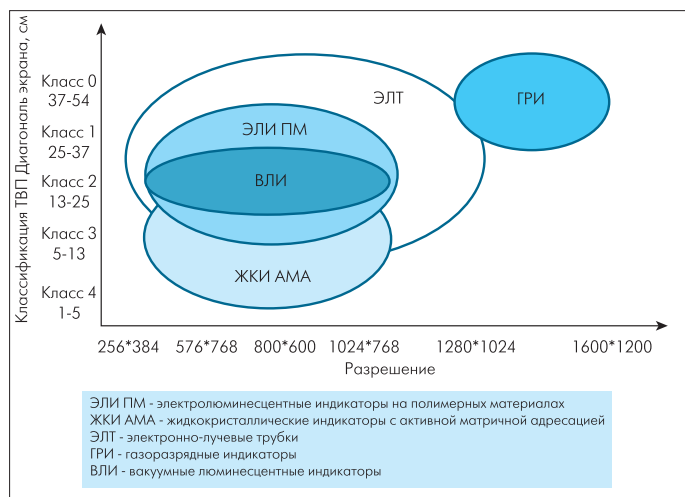 Классификация ТВП Диагональ экрана, см
Класс 0
37-54
Класс 1
25-37
Класс 2
13-25
Класс 3
5-13
Класс 4
1-5
ЭЛТ
ГРИ
ЭЛИ ПМ
ВЛИ
ЖКИ АМА
256*384 576*768 800*600 1024*768 1280*1024 1600*1200
Разрешение
ЭЛИ ПМ - электролюминесцентные индикаторы на полимерных материалах
ЖКИ АМА - жидкокристаллические индикаторы с активной матричной адресацией
ЭЛТ - электронно-лучевые трубки
ГРИ - газоразрядные индикаторы
ВЛИ - вакуумные люминесцентные индикаторы